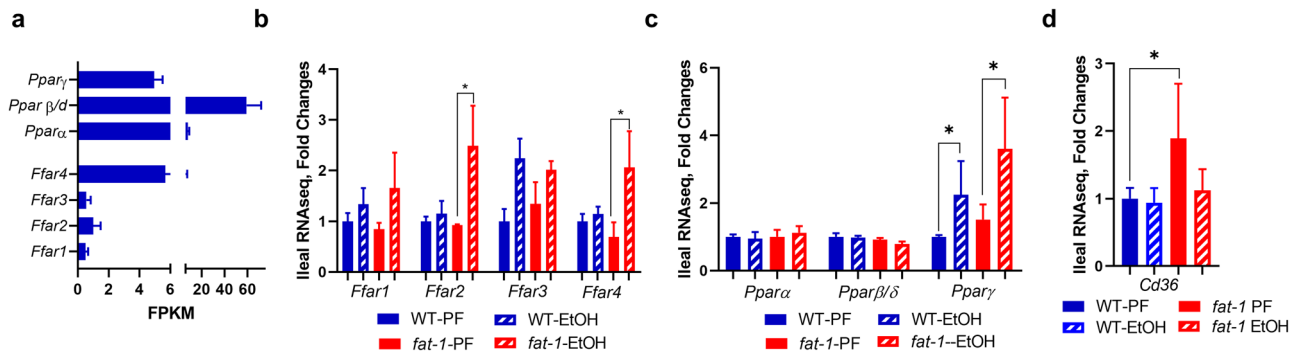 a
Pparγ
Ppar β/d
Pparα
Ffar4
Ffar3
Ffar2
Ffar1
0 2 4 6 20 40 60
FPKM
b
Ileal RNAseq, Fold Changes
4
3
2
1
0
*
*
Ffar1 Ffar2 Ffar3 Ffar4
WT-PF WT-EtOH
fat-1-PF fat-1-EtOH
c
Ileal RNAseq, Fold Changes
6
4
2
0
*
*
Pparα Pparβ/δ Pparγ
WT-PF WT-EtOH
fat-1-PF fat-1--EtOH
d
Ileal RNAseq, Fold Changes
3
2
1
0
*
Cd36
WT-PF fat-1 PF
WT-EtOH fat-1 EtOH